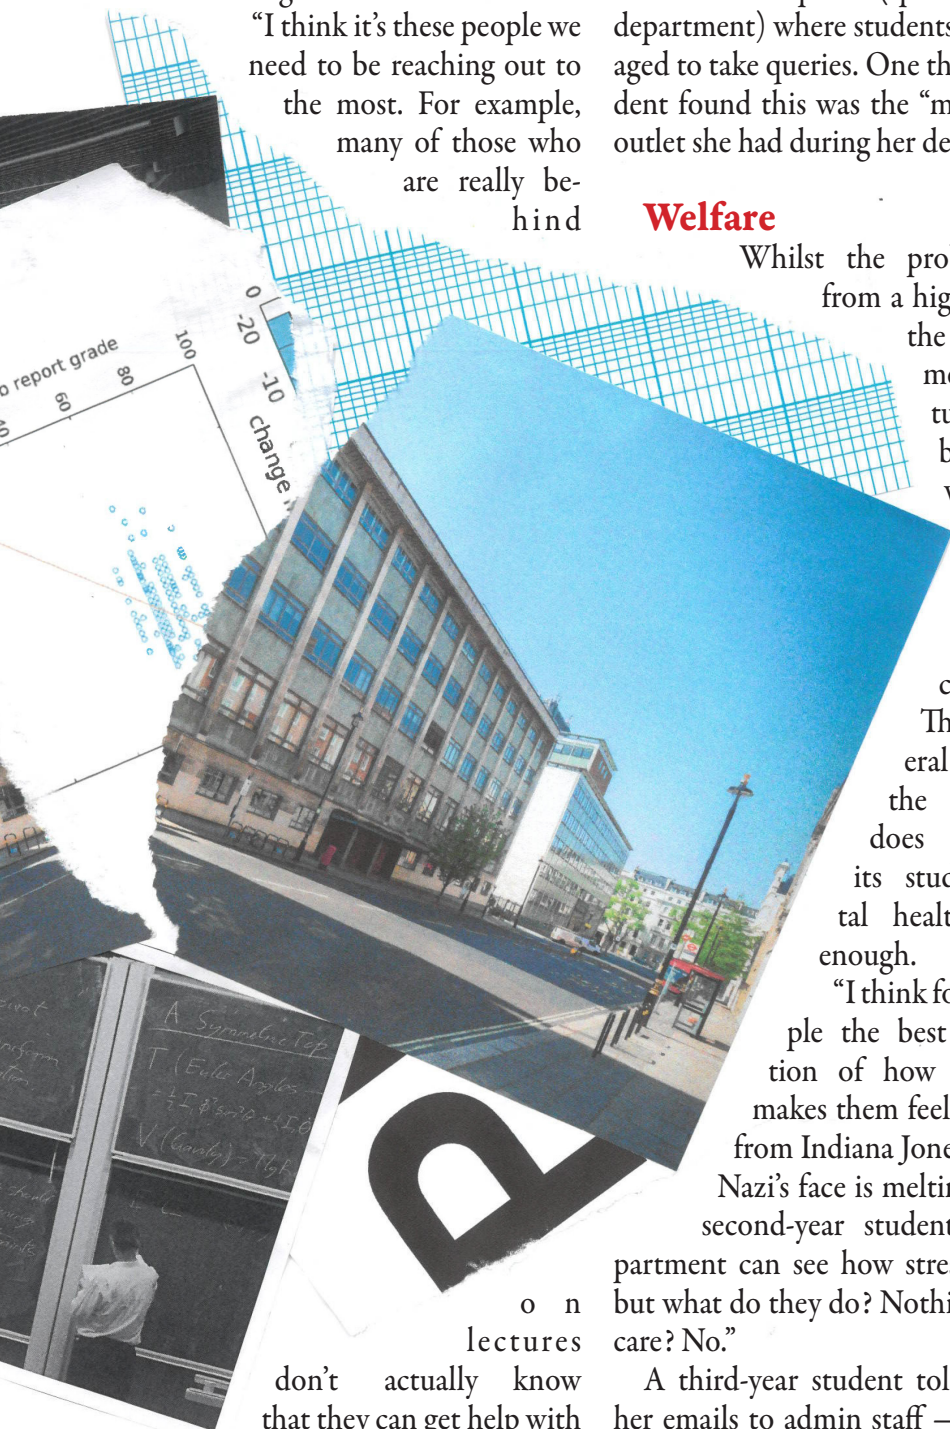 “I think it’s these people we
need to be reaching out to
the most. For example,
many of those who
are really be-
hind
o n
lectures
don't actually know
that they can get help with
department) where students
aged to take queries. One th
dent found this was the “m
outlet she had during her de
Welfare
Whilst the pro
from a hig
the
me
tu
b
w
c
Th
eral
the
does
its stud
tal healt
enough.
“I think fo
ple the best
tion of how
makes them feel
from Indiana Jone
Nazi’s face is meltin
second-year student
partment can see how stre
but what do they do? Nothi
care? No.”
A third-year student tol
her emails to admin staff –
o report grade
40
60
80
100
0
-20
-10
change
A Symmetric Top
T (Euler Angles
V (Gravity) = Mgl
R